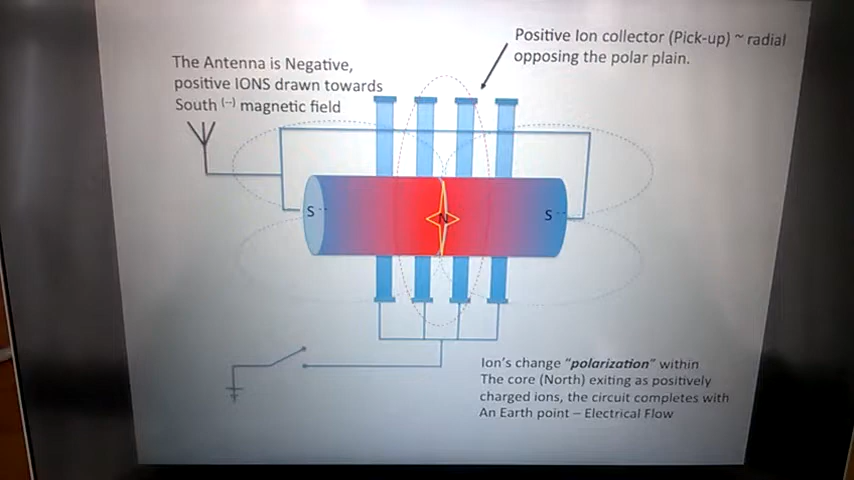 Positive Ion collector (Pick-up) ~ radial
opposing the polar plain.
The Antenna is Negative,
positive IONS drawn towards
South (--) magnetic field
S --
N
S --
Ion's change "polarization" within
The core (North) exiting as positively
charged ions, the circuit completes with
An Earth point – Electrical Flow